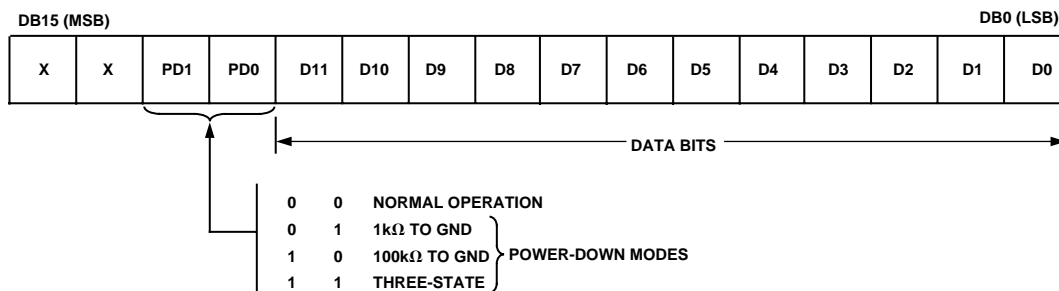 DB15 (MSB) DB0 (LSB)
X X PD1 PD0 D11 D10 D9 D8 D7 D6 D5 D4 D3 D2 D1 D0
DATA BITS
0 0 NORMAL OPERATION
0 1 1kΩ TO GND
1 0 100kΩ TO GND POWER-DOWN MODES
1 1 THREE-STATE